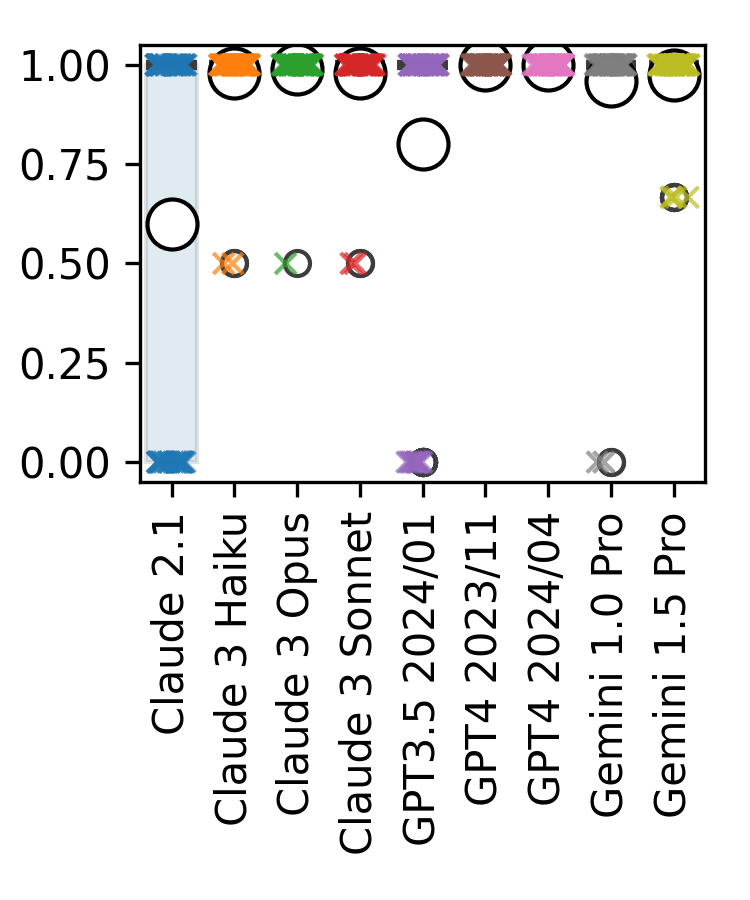 1.00
0.75
0.50
0.25
0.00
Claude 2.1
Claude 3 Haiku
Claude 3 Opus
Claude 3 Sonnet
GPT3.5 2024/01
GPT4 2023/11
GPT4 2024/04
Gemini 1.0 Pro
Gemini 1.5 Pro